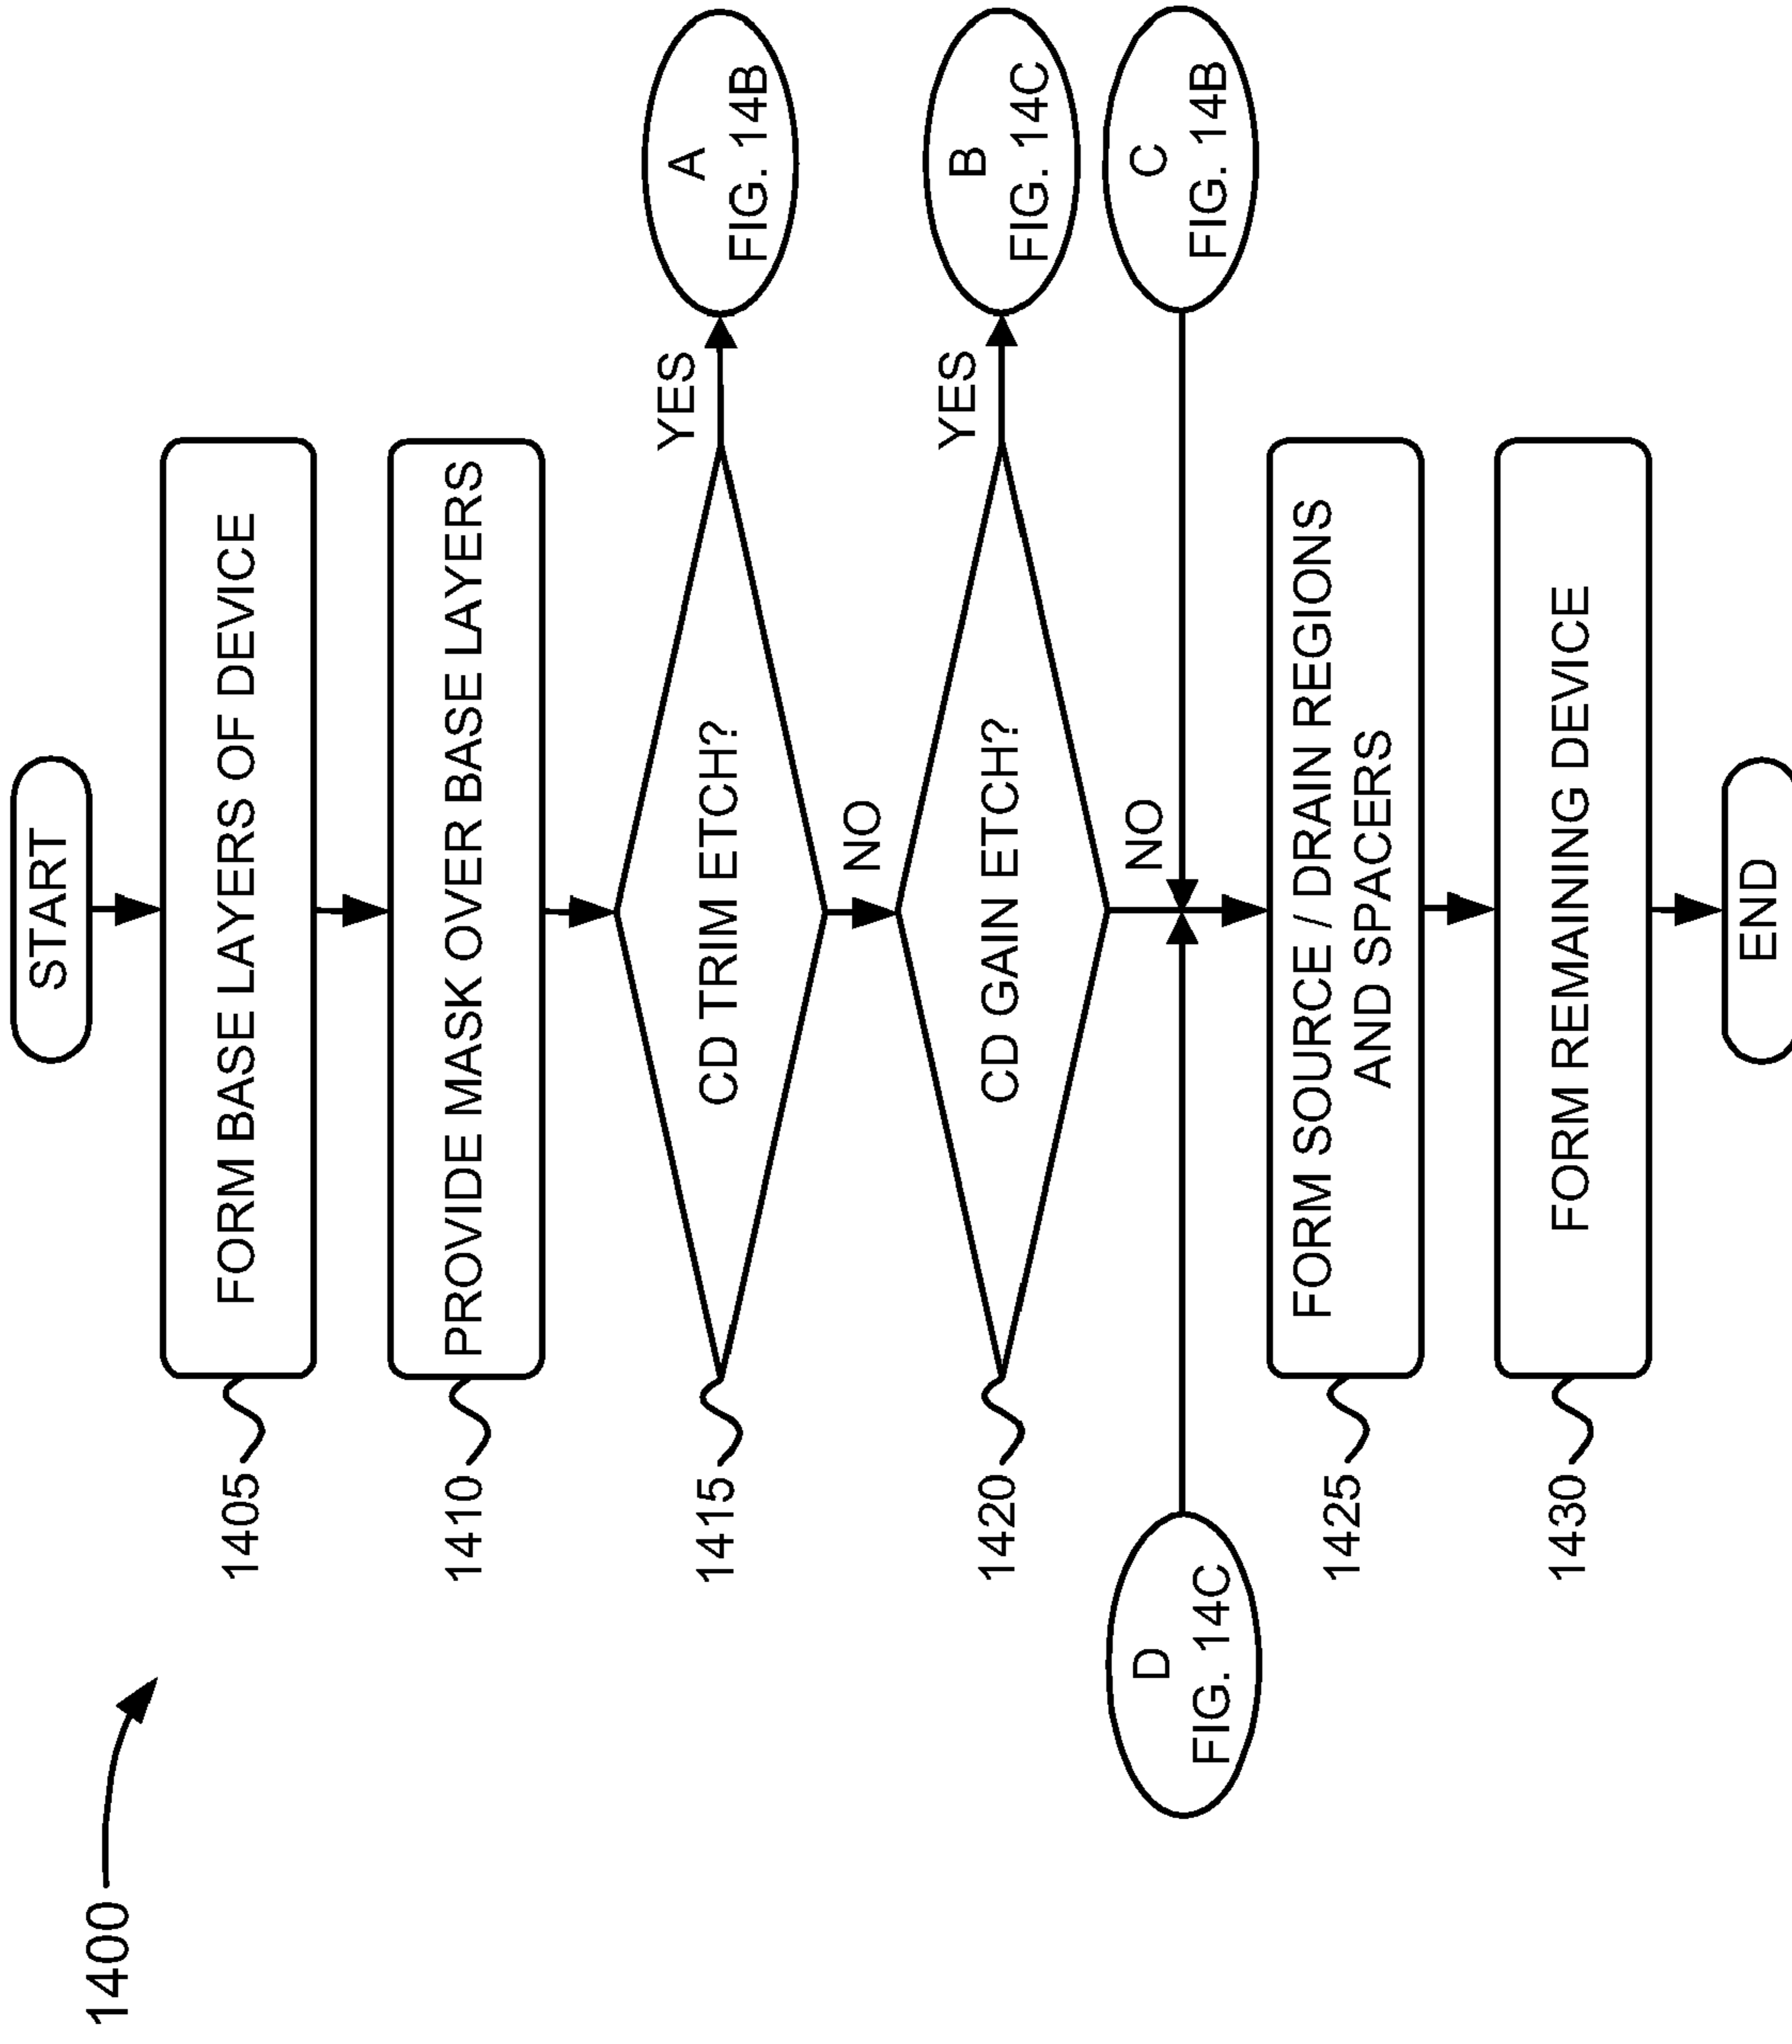 1400
START
1405
FORM BASE LAYERS OF DEVICE
1410
PROVIDE MASK OVER BASE LAYERS
1415
CD TRIM ETCH?
YES
A
FIG. 14B
NO
1420
CD GAIN ETCH?
YES
B
FIG. 14C
NO
D
FIG. 14C
C
FIG. 14B
1425
FORM SOURCE / DRAIN REGIONS
AND SPACERS
1430
FORM REMAINING DEVICE
END